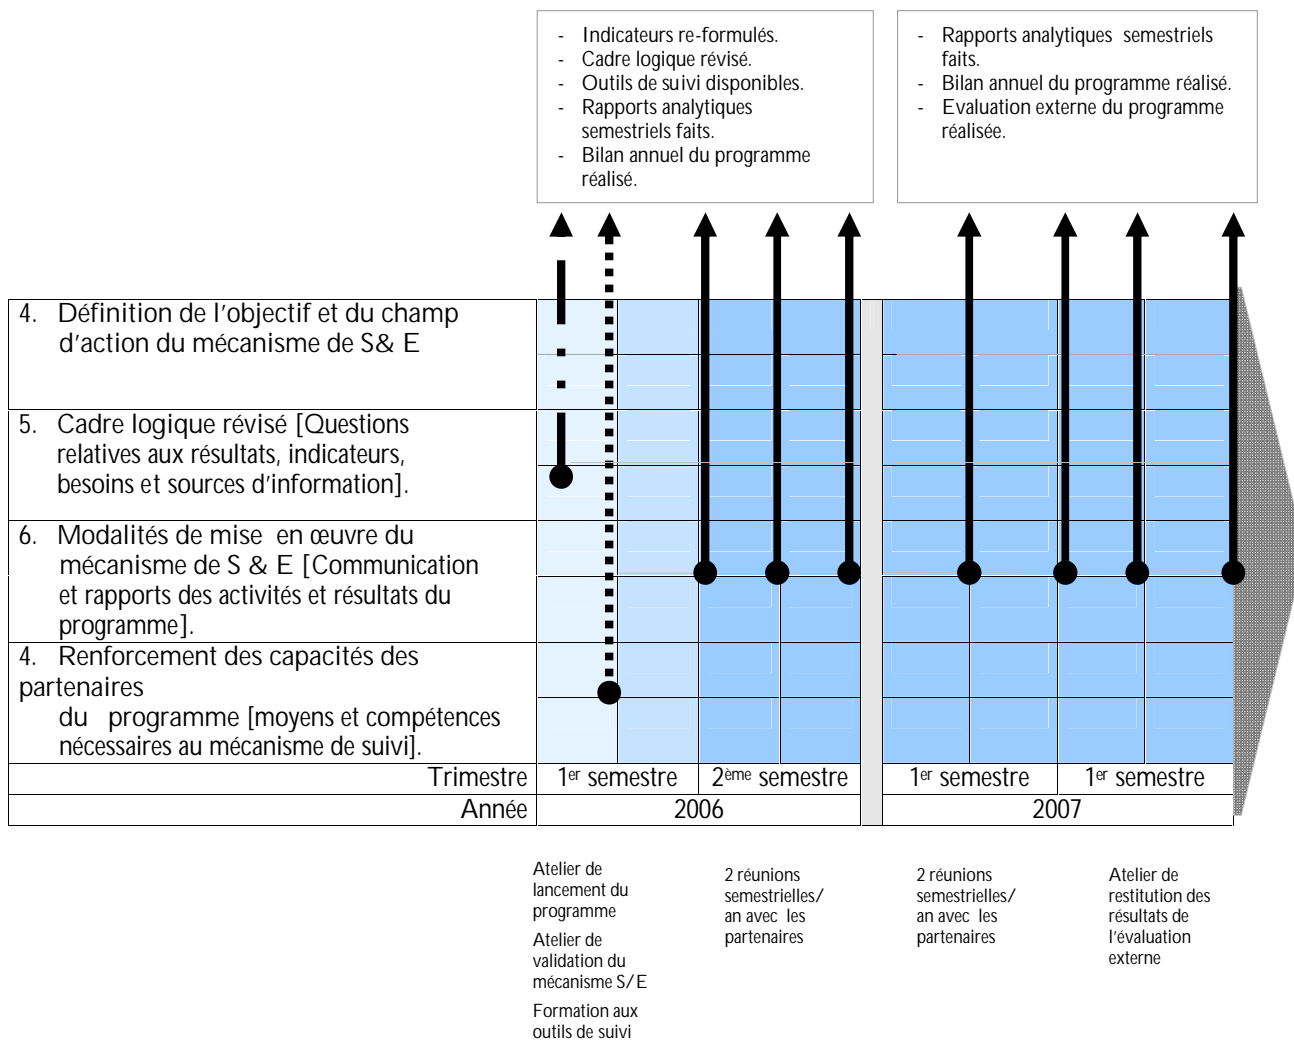 - Indicateurs re-formulés.
- Cadre logique révisé.
- Outils de suivi disponibles.
- Rapports analytiques
semestriels faits.
- Bilan annuel du programme
réalisé.
- Rapports analytiques semestriels
faits.
- Bilan annuel du programme réalisé.
- Evaluation externe du programme
réalisée.
4. Définition de l'objectif et du champ
d'action du mécanisme de S& E
5. Cadre logique révisé [Questions
relatives aux résultats, indicateurs,
besoins et sources d'information].
6. Modalités de mise en œuvre du
mécanisme de S & E [Communication
et rapports des activités et résultats du
programme].
4. Renforcement des capacités des
partenaires
du programme [moyens et compétences
nécessaires au mécanisme de suivi].
Trimestre 1er semestre 2ème semestre 1er semestre 1er semestre
Année 2006 2007
Atelier de
lancement du
programme
Atelier de
validation du
mécanisme S/E
Formation aux
outils de suivi
2 réunions
semestrielles/
an avec les
partenaires
2 réunions
semestrielles/
an avec les
partenaires
Atelier de
restitution des
résultats de
l'évaluation
externe